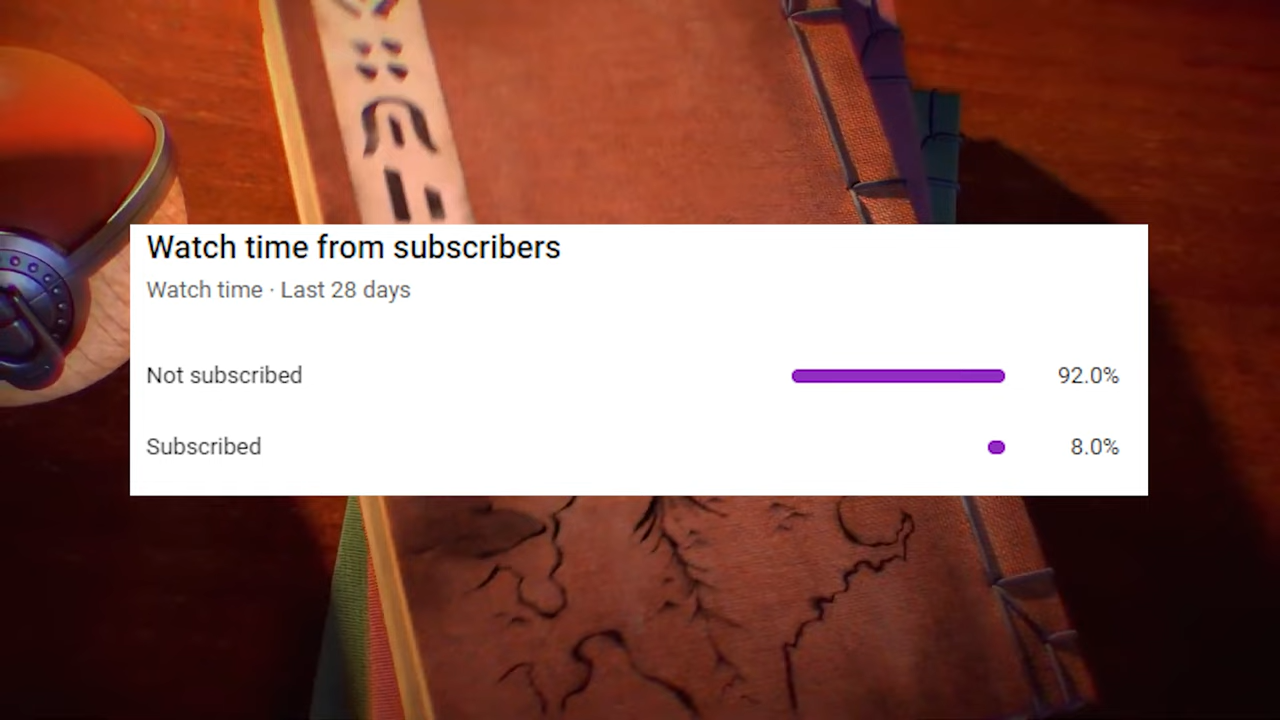 Watch time from subscribers
Watch time · Last 28 days
Not subscribed 92.0%
Subscribed 8.0%